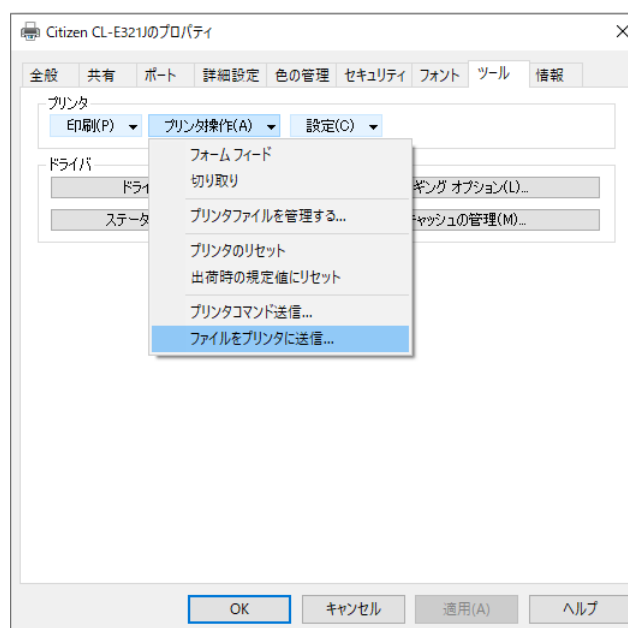 Citizen CL-E321Jのプロパティ
全般 共有 ポート 詳細設定 色の管理 セキュリティ フォント ツール 情報
プリンタ
印刷(P) プリンタ操作(A) 設定(C)
フォーム フィード
切り取り
プリンタファイルを管理する...
プリンタのリセット
出荷時の規定値にリセット
プリンタコマンド送信...
ファイルをプリンタに送信...
ドライバ
ドライ ギング オプション(L)...
ステータ キャッシュの管理(M)...
OK キャンセル 適用(A) ヘルプ